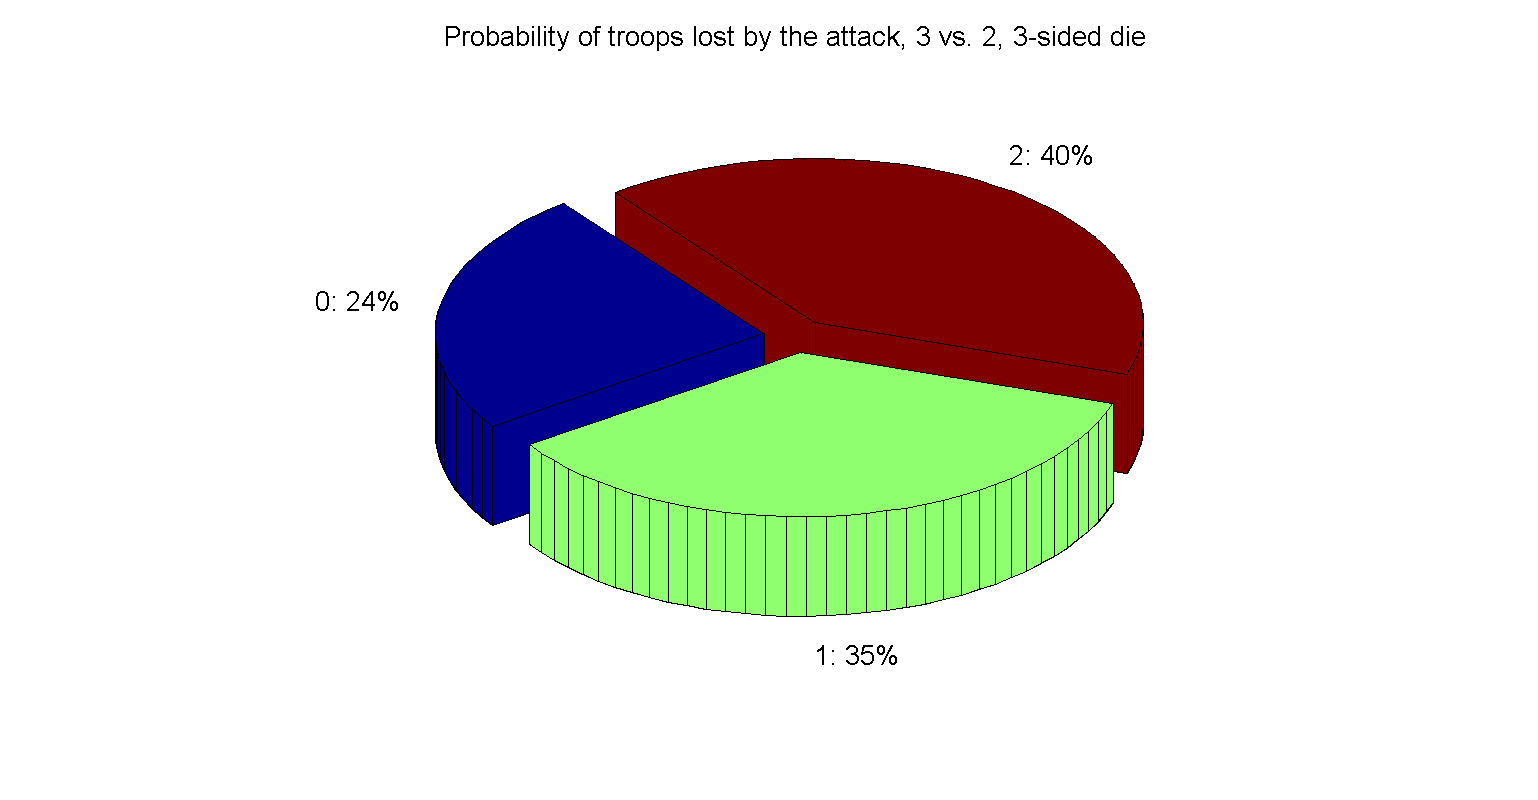 Probability of troops lost by the attack, 3 vs. 2, 3-sided die
2: 40%
0: 24%
1: 35%